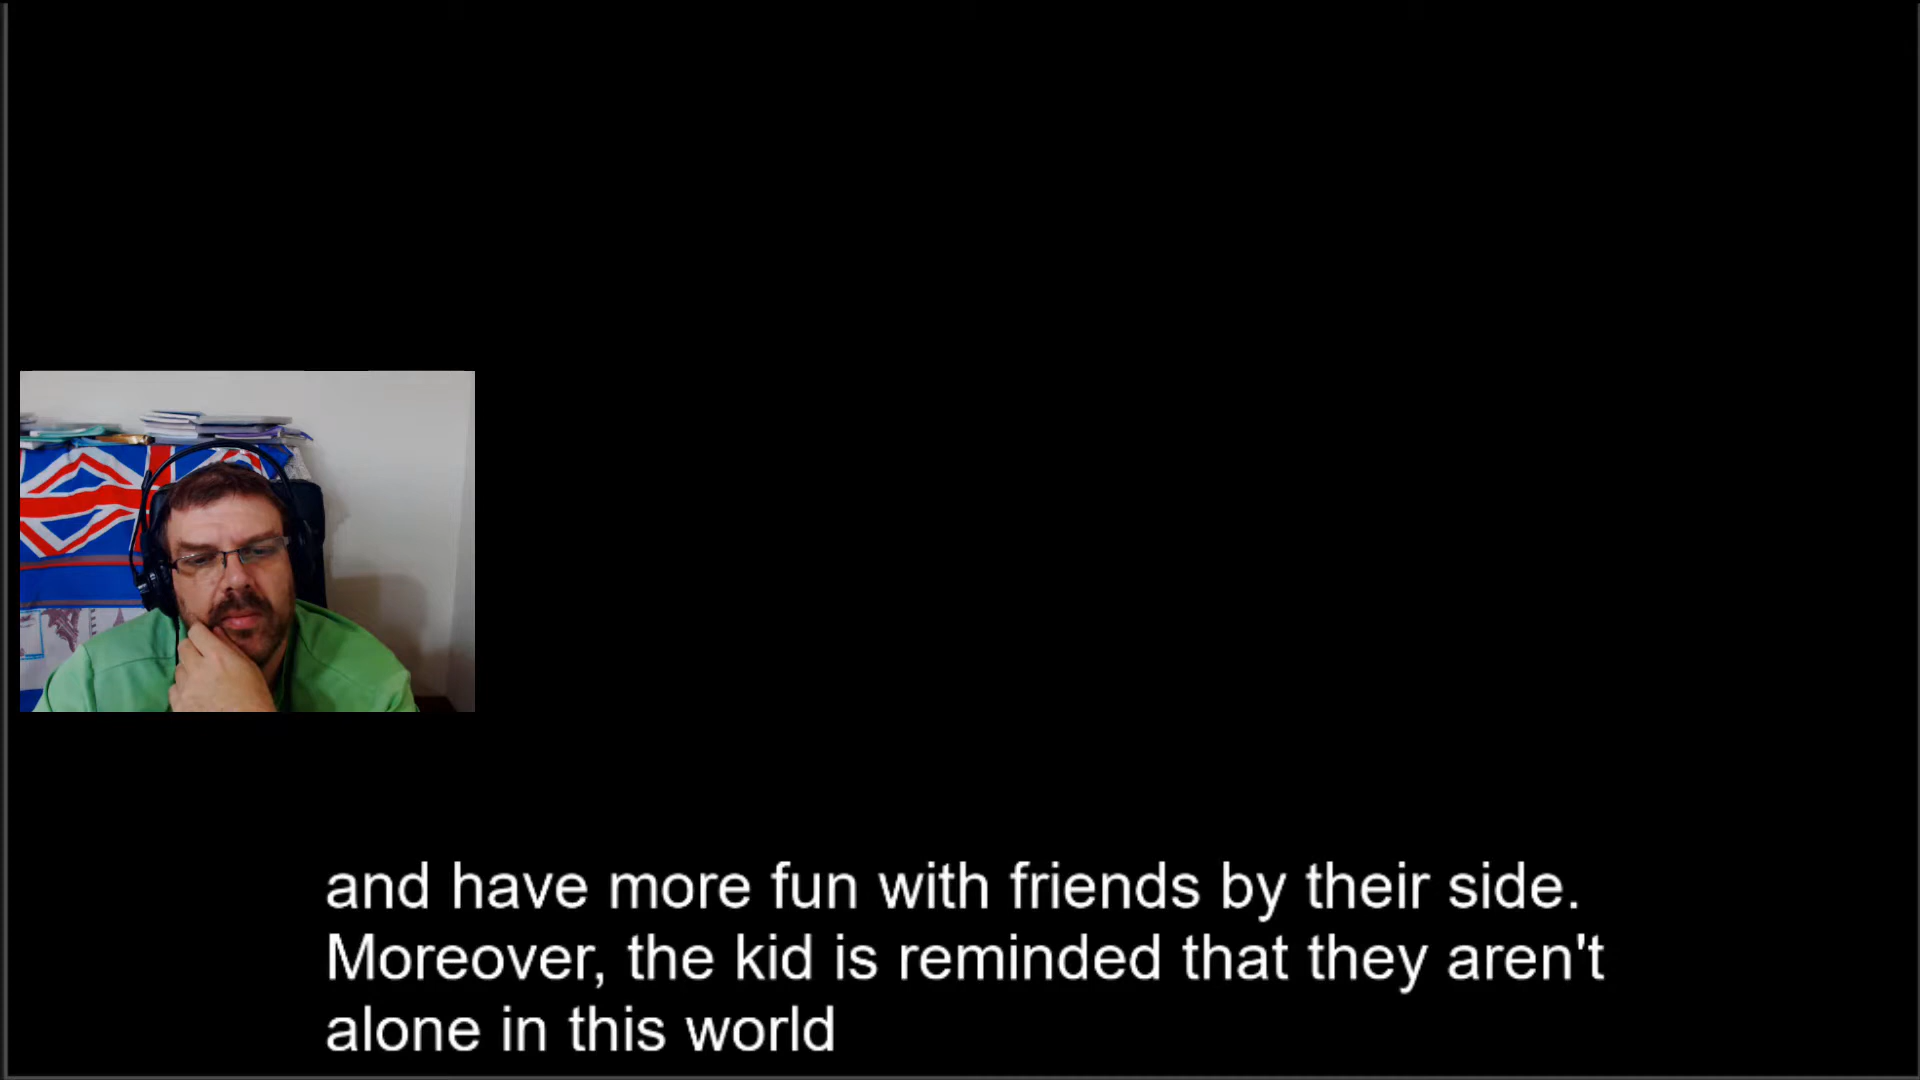 and have more fun with friends by their side.
Moreover, the kid is reminded that they aren't
alone in this world